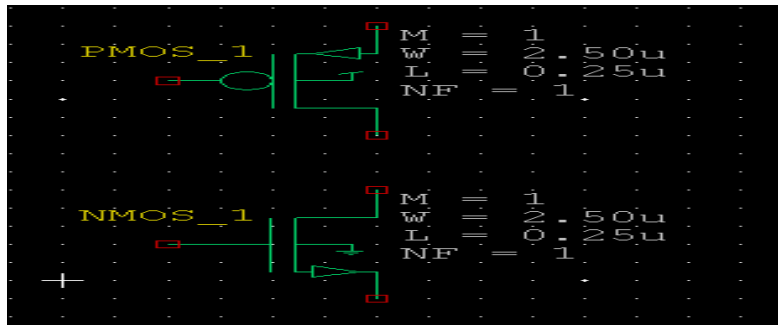 PMOS_1
M = 1
W = 2.50u
L = 0.25u
NF = 1
NMOS_1
M = 1
W = 2.50u
L = 0.25u
NF = 1